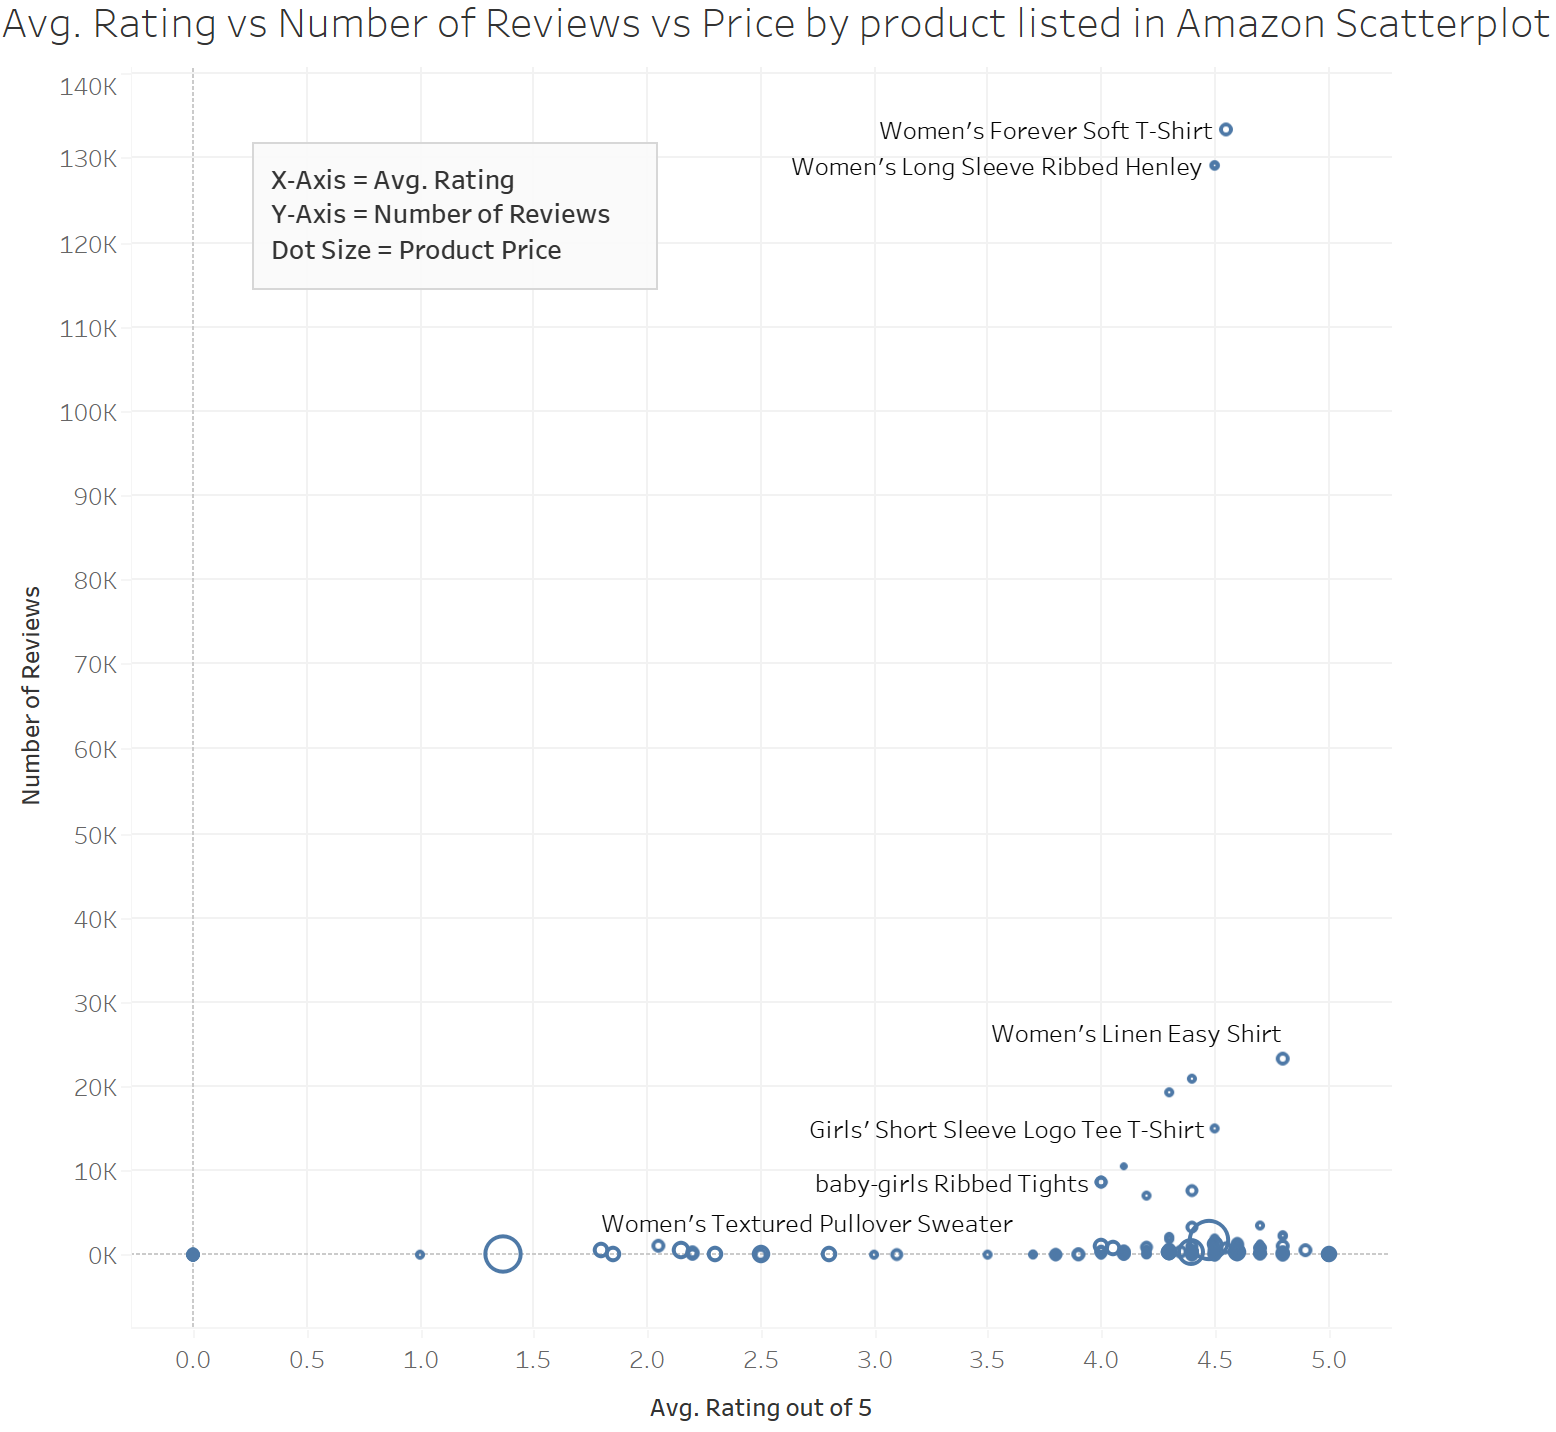 Avg. Rating vs Number of Reviews vs Price by product listed in Amazon Scatterplot
140K
Women's Forever Soft T-Shirt
130K
Women's Long Sleeve Ribbed Henley
X-Axis = Avg. Rating
Y-Axis = Number of Reviews
Dot Size = Product Price
120K
110K
100K
90K
80K
70K
60K
50K
40K
30K
20K
10K
0K
Number of Reviews
Women's Linen Easy Shirt
Girls' Short Sleeve Logo Tee T-Shirt
baby-girls Ribbed Tights
Women's Textured Pullover Sweater
0.0 0.5 1.0 1.5 2.0 2.5 3.0 3.5 4.0 4.5 5.0
Avg. Rating out of 5